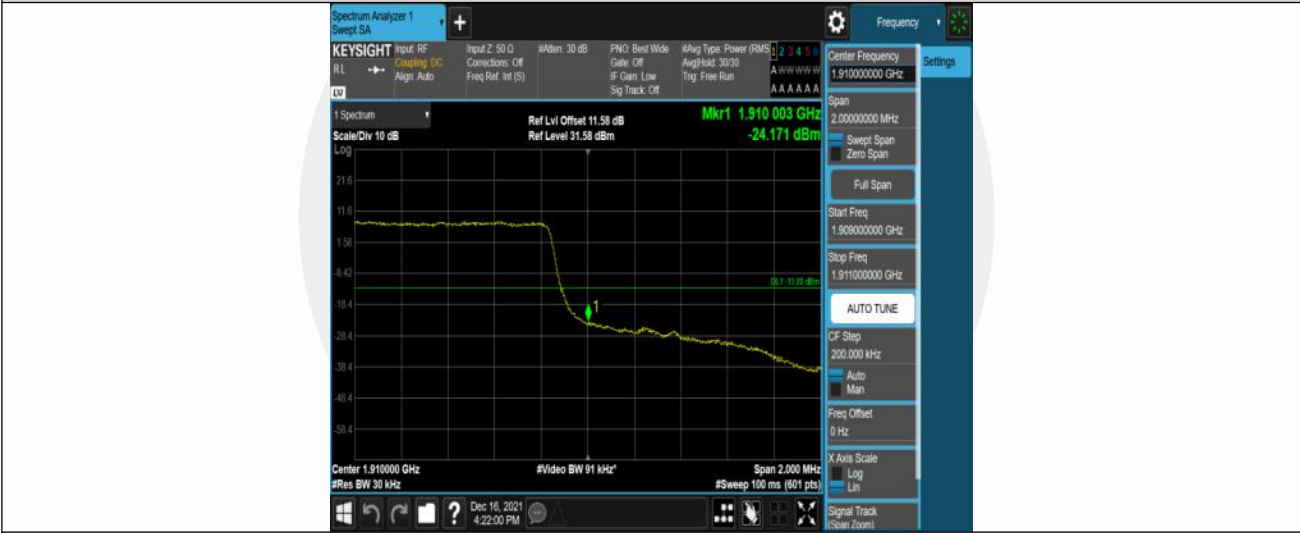 Spectrum Analyzer 1
Swept SA
+
Frequency
KEYSIGHT
RL
Input: RF
Coupling: DC
Align: Auto
Input Z: 50 Ω
Corrections: Off
Freq Ref: Int (S)
#Atten: 30 dB
PNO: Best Wide
Gate: Off
IF Gain: Low
Sig Track: Off
#Avg Type: Power (RMS
Avg|Hold: 30/30
Trig: Free Run
1 2 3 4 5 6
A W W W W W
A A A A A A
1 Spectrum
Scale/Div 10 dB
Log
Ref Lvl Offset 11.58 dB
Ref Level 31.58 dBm
Mkr1 1.910 003 GHz
-24.171 dBm
21.6
11.6
1.58
-8.42
-18.4
-28.4
-38.4
-48.4
-58.4
DL1 -13.00 dBm
1
Center 1.910000 GHz
#Res BW 30 kHz
#Video BW 91 kHz*
Span 2.000 MHz
#Sweep 100 ms (601 pts)
?
Dec 16, 2021
4:22:00 PM
Center Frequency
1.910000000 GHz
Settings
Span
2.00000000 MHz
Swept Span
Zero Span
Full Span
Start Freq
1.909000000 GHz
Stop Freq
1.911000000 GHz
AUTO TUNE
CF Step
200.000 kHz
Auto
Man
Freq Offset
0 Hz
X Axis Scale
Log
Lin
Signal Track
(Span Zoom)